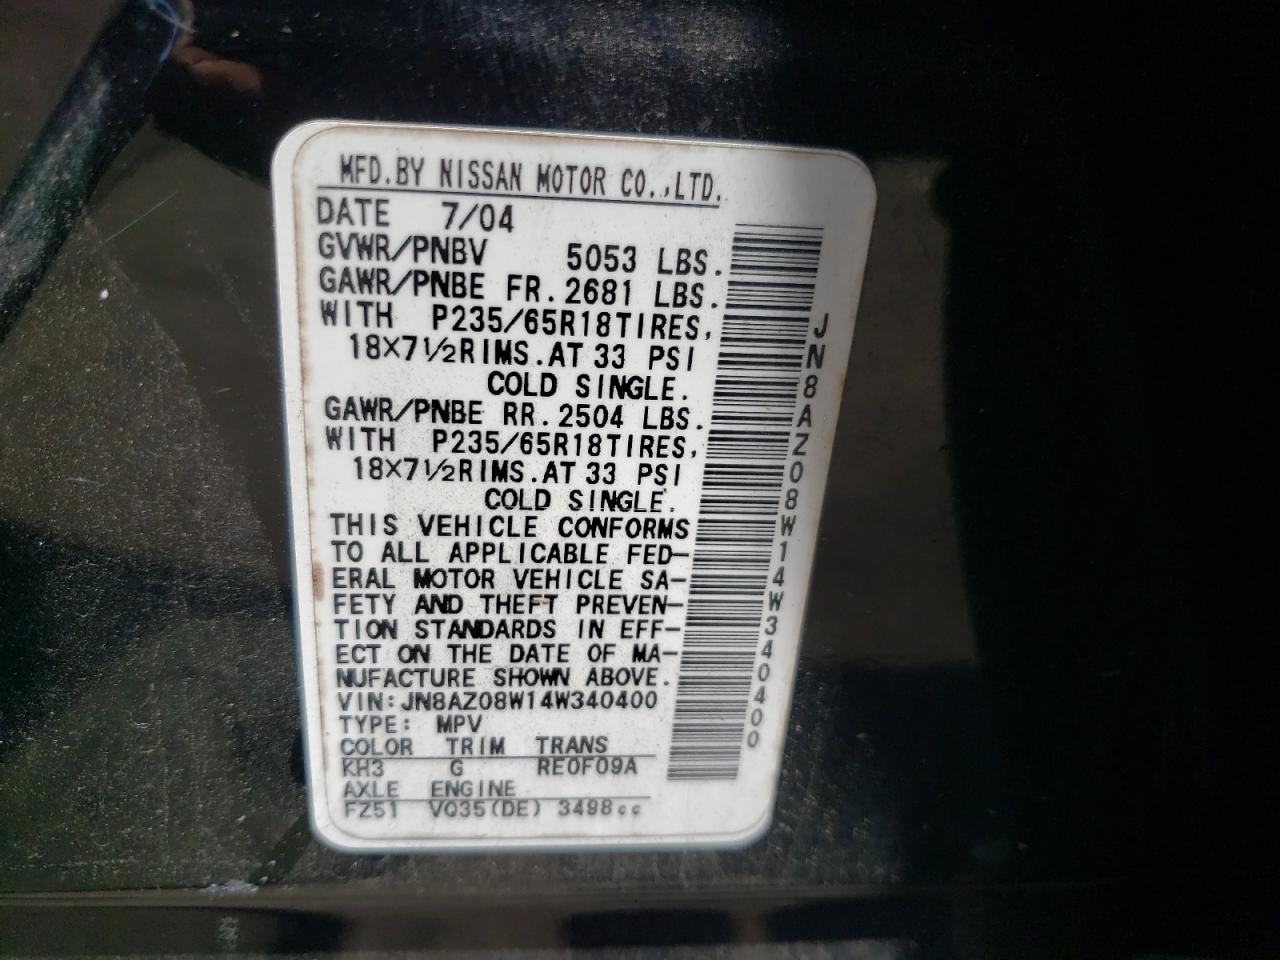 MFD.BY NISSAN MOTOR CO.,LTD.
DATE 7/04
GVWR/PNBV 5053 LBS.
GAWR/PNBE FR.2681 LBS.
WITH P235/65R18TIRES,
18X7½RIMS.AT 33 PSI
COLD SINGLE.
GAWR/PNBE RR.2504 LBS.
WITH P235/65R18TIRES,
18X7½RIMS.AT 33 PSI
COLD SINGLE.
THIS VEHICLE CONFORMS
TO ALL APPLICABLE FED-
ERAL MOTOR VEHICLE SA-
FETY AND THEFT PREVEN-
TION STANDARDS IN EFF-
ECT ON THE DATE OF MA-
NUFACTURE SHOWN ABOVE.
VIN: JN8AZ08W14W340400
TYPE: MPV
COLOR TRIM TRANS
KH3 G RE0F09A
AXLE ENGINE
FZ51 VQ35(DE) 3498cc
JN8AZ08W14W340400